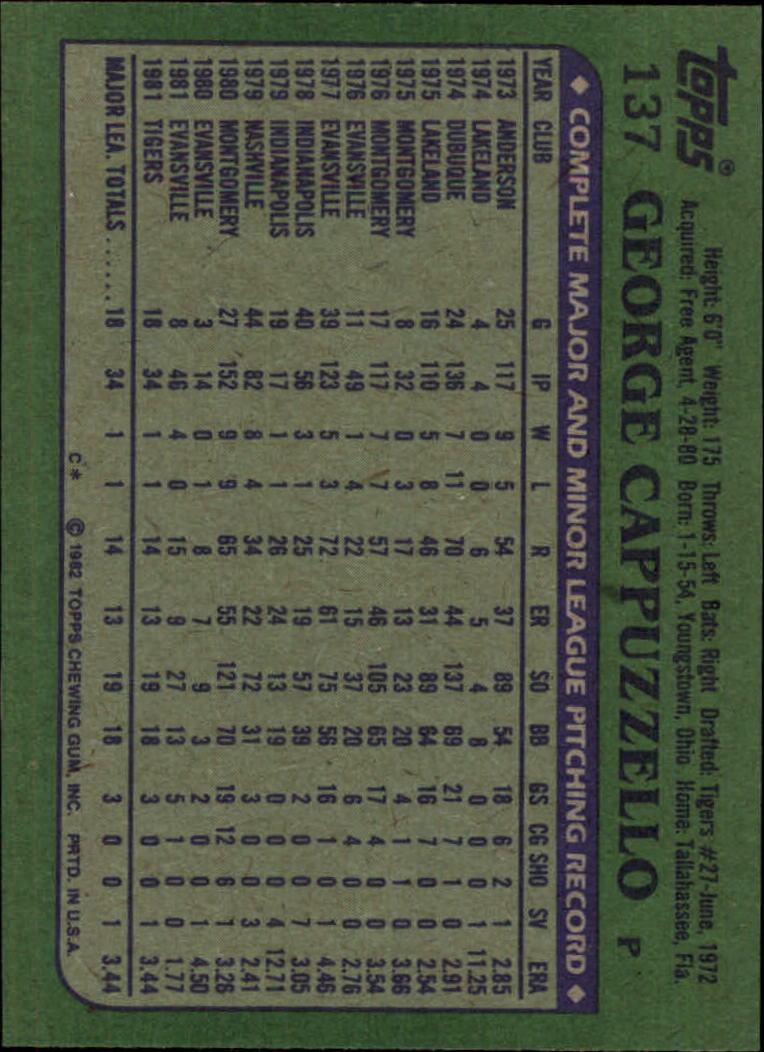 topps®
Height: 6'0" Weight: 175 Throws: Left Bats: Right Drafted: Tigers #27-June, 1972
Acquired: Free Agent, 4-28-80 Born: 1-15-54, Youngstown, Ohio Home: Tallahassee, Fla.
137 GEORGE CAPPUZZELLO P
◆ COMPLETE MAJOR AND MINOR LEAGUE PITCHING RECORD ◆
YEAR CLUB G IP W L R ER SO BB GS CG SHO SV ERA
1973 ANDERSON 25 117 9 5 54 37 89 54 18 6 2 1 2.85
1974 LAKELAND 4 4 0 0 6 5 4 8 0 0 0 1 11.25
1974 DUBUQUE 24 136 7 11 70 44 137 69 21 7 1 0 2.91
1975 LAKELAND 16 110 5 8 46 31 89 64 16 7 0 0 2.54
1975 MONTGOMERY 8 32 0 3 17 13 23 20 4 1 1 0 3.66
1976 MONTGOMERY 17 117 7 7 57 46 105 65 17 4 0 0 3.54
1976 EVANSVILLE 11 49 1 4 22 15 37 20 6 4 0 0 2.76
1977 EVANSVILLE 39 123 5 3 72 61 75 56 16 1 0 1 4.46
1978 INDIANAPOLIS 40 56 3 1 25 19 57 39 2 0 0 7 3.05
1979 INDIANAPOLIS 19 17 1 1 26 24 13 19 0 0 0 4 12.71
1979 NASHVILLE 44 82 8 4 34 22 72 31 3 0 0 3 2.41
1980 MONTGOMERY 27 152 9 9 65 55 121 70 19 12 6 1 3.26
1980 EVANSVILLE 3 14 0 1 8 7 9 3 2 0 0 1 4.50
1981 EVANSVILLE 8 46 4 0 15 9 27 13 5 1 0 0 1.77
1981 TIGERS 18 34 1 1 14 13 19 18 3 0 0 1 3.44
MAJOR LEA. TOTALS ...... 18 34 1 1 14 13 19 18 3 0 0 1 3.44
C* © 1982 TOPPS CHEWING GUM, INC. PRTD. IN U.S.A.